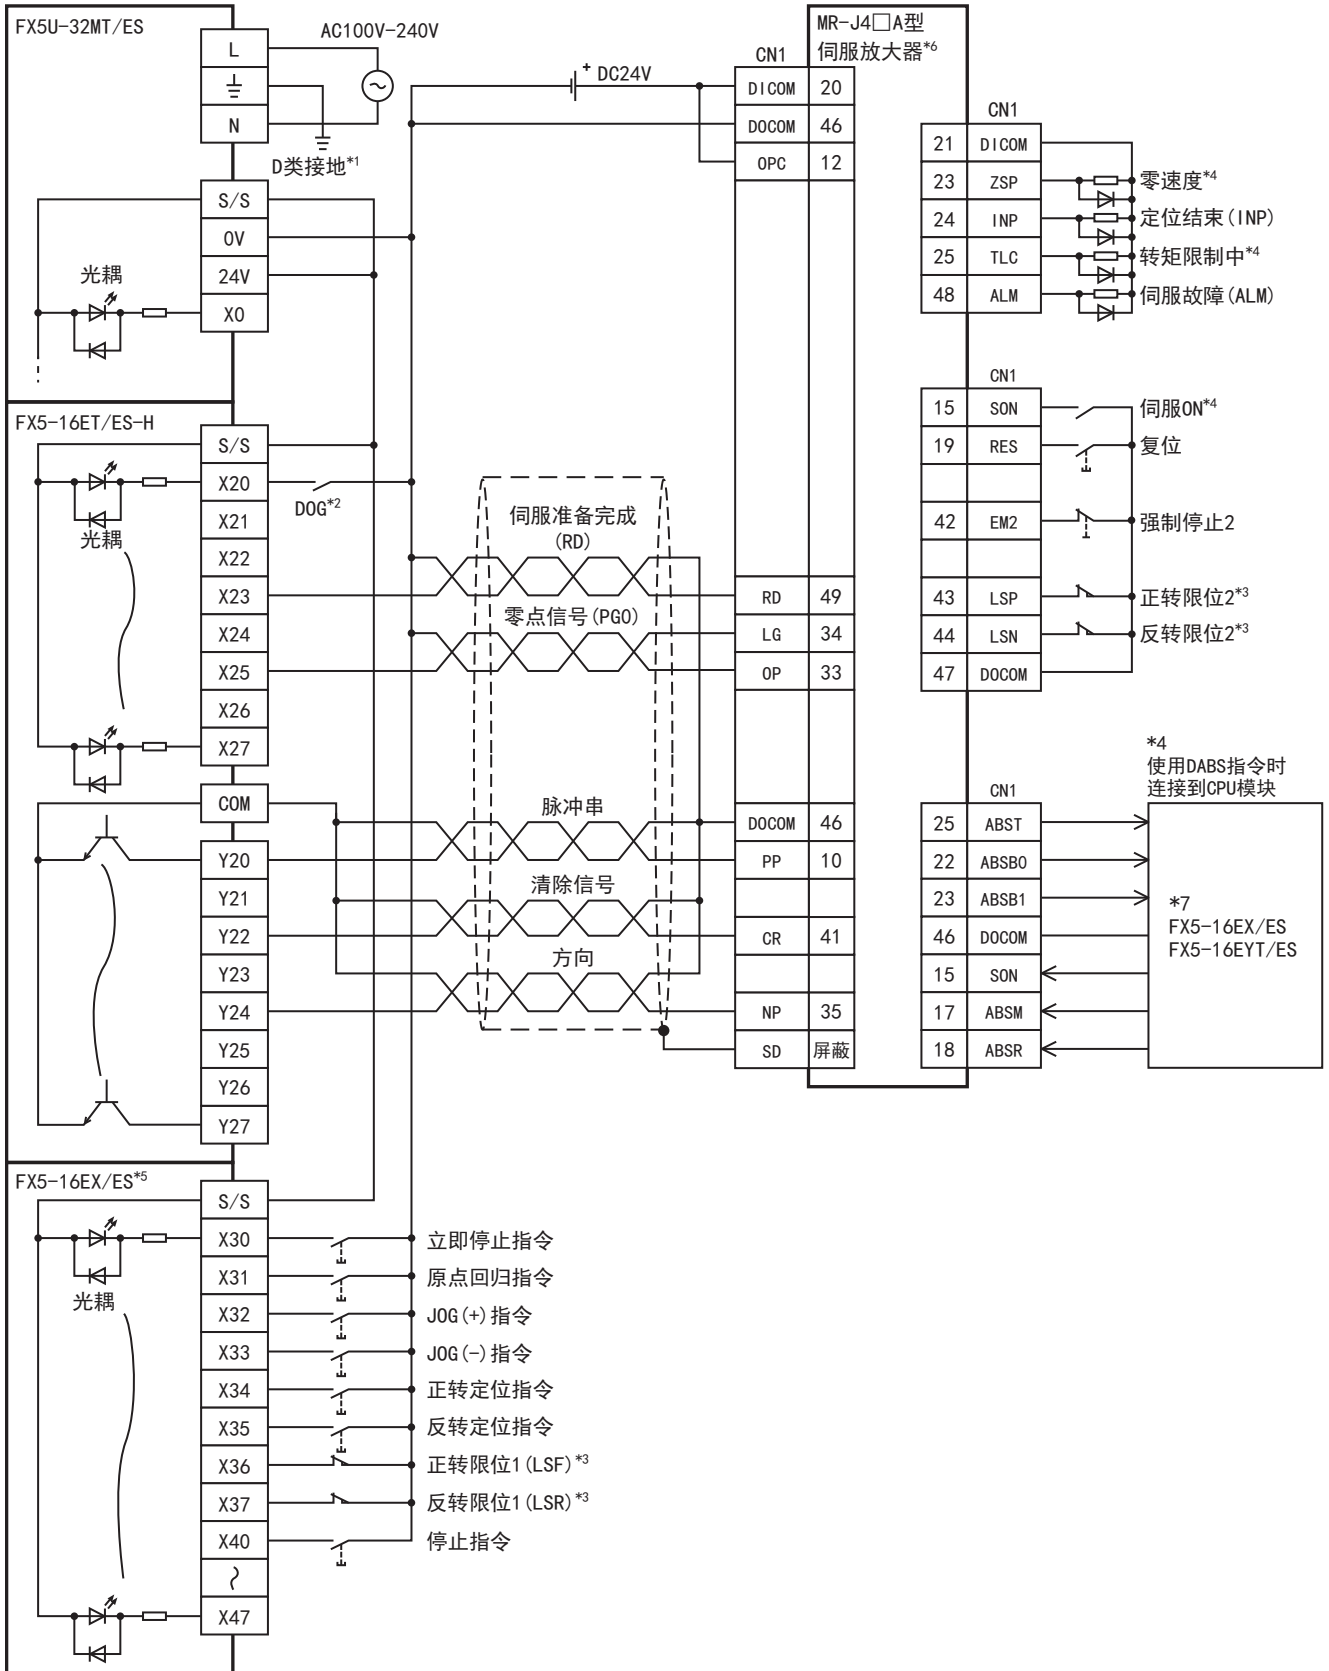 FX5U-32MT/ES
L
N
AC100V-240V
D类接地*1
S/S
0V
24V
X0
光耦
FX5-16ET/ES-H
S/S
X20
X21
X22
X23
X24
X25
X26
X27
光耦
DOG*2
COM
Y20
Y21
Y22
Y23
Y24
Y25
Y26
Y27
FX5-16EX/ES*5
S/S
X30
X31
X32
X33
X34
X35
X36
X37
X40
X47
光耦
立即停止指令
原点回归指令
JOG(+)指令
JOG(-)指令
正转定位指令
反转定位指令
正转限位1(LSF)*3
反转限位1(LSR)*3
停止指令
+ DC24V
伺服准备完成
(RD)
零点信号(PG0)
脉冲串
清除信号
方向
MR-J4□A型
伺服放大器*6
CN1
DICOM 20
DOCOM 46
OPC 12
RD 49
LG 34
OP 33
DOCOM 46
PP 10
CR 41
NP 35
SD 屏蔽
CN1
21 DICOM
23 ZSP 零速度*4
24 INP 定位结束(INP)
25 TLC 转矩限制中*4
48 ALM 伺服故障(ALM)
CN1
15 SON 伺服ON*4
19 RES 复位
42 EM2 强制停止2
43 LSP 正转限位2*3
44 LSN 反转限位2*3
47 DOCOM
*4
使用DABS指令时
连接到CPU模块
CN1
25 ABST
22 ABSB0
23 ABSB1
46 DOCOM
15 SON
17 ABSM
18 ABSR
*7
FX5-16EX/ES
FX5-16EYT/ES